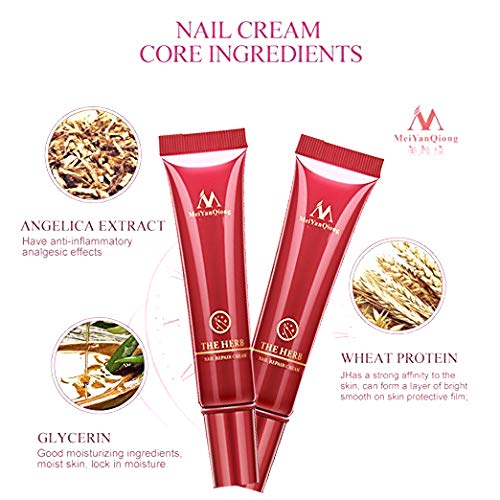 NAIL CREAM
CORE INGREDIENTS
MeiYanQiong
ANGELICA EXTRACT
Have anti-inflammatory
analgesic effects
MeiYanQiong
THE HERB
NAIL REPAIR CREAM
MeiYanQiong
THE HERB
NAIL REPAIR CREAM
WHEAT PROTEIN
JHas a strong affinity to the
skin, can form a layer of bright
smooth on skin protective film,
GLYCERIN
Good moisturizing ingredients,
moist skin, lock in moisture